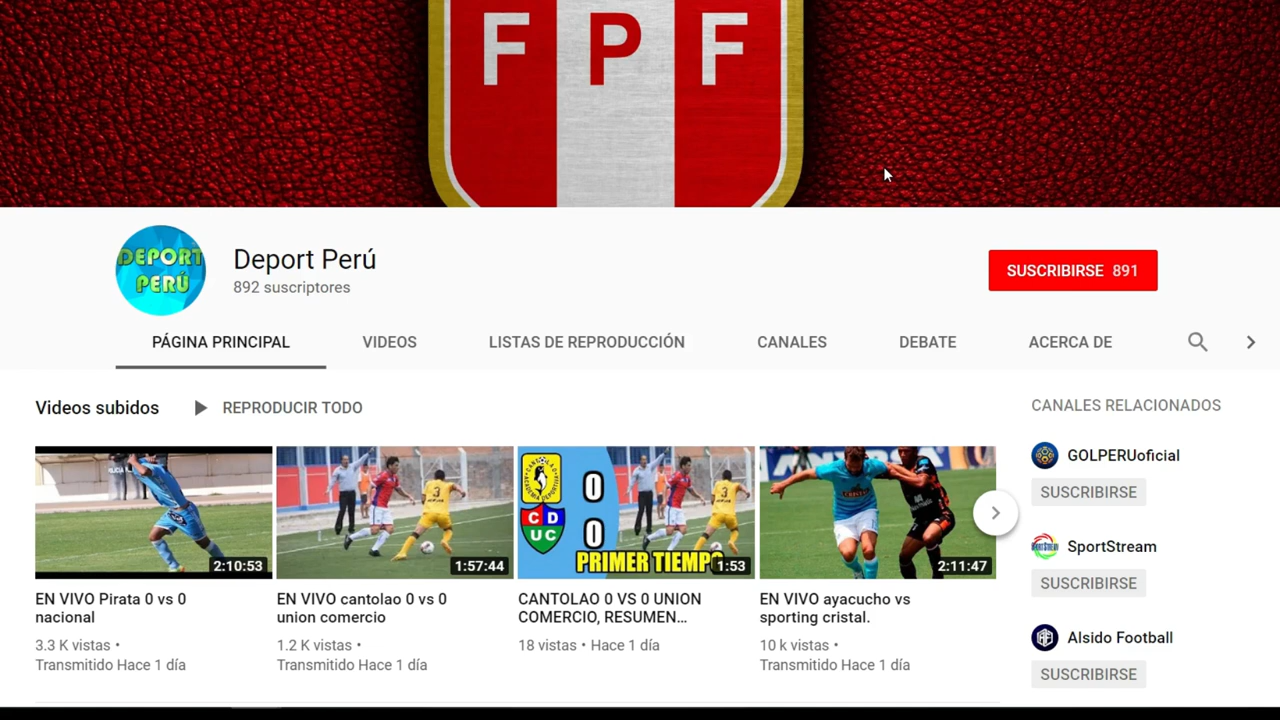 F P F
DEPORT
PERÚ
Deport Perú
892 suscriptores
SUSCRIBIRSE 891
PÁGINA PRINCIPAL
VIDEOS
LISTAS DE REPRODUCCIÓN
CANALES
DEBATE
ACERCA DE
Videos subidos
REPRODUCIR TODO
2:10:53
EN VIVO Pirata 0 vs 0
nacional
3.3 K vistas •
Transmitido Hace 1 día
3
1:57:44
EN VIVO cantolao 0 vs 0
union comercio
1.2 K vistas •
Transmitido Hace 1 día
0
CD
UC
0
3
PRIMER TIEMPO
1:53
CANTOLAO 0 VS 0 UNION
COMERCIO, RESUMEN...
18 vistas • Hace 1 día
2:11:47
EN VIVO ayacucho vs
sporting cristal.
10 k vistas •
Transmitido Hace 1 día
CANALES RELACIONADOS
GOLPERUoficial
SUSCRIBIRSE
SportStream
SUSCRIBIRSE
Alsido Football
SUSCRIBIRSE